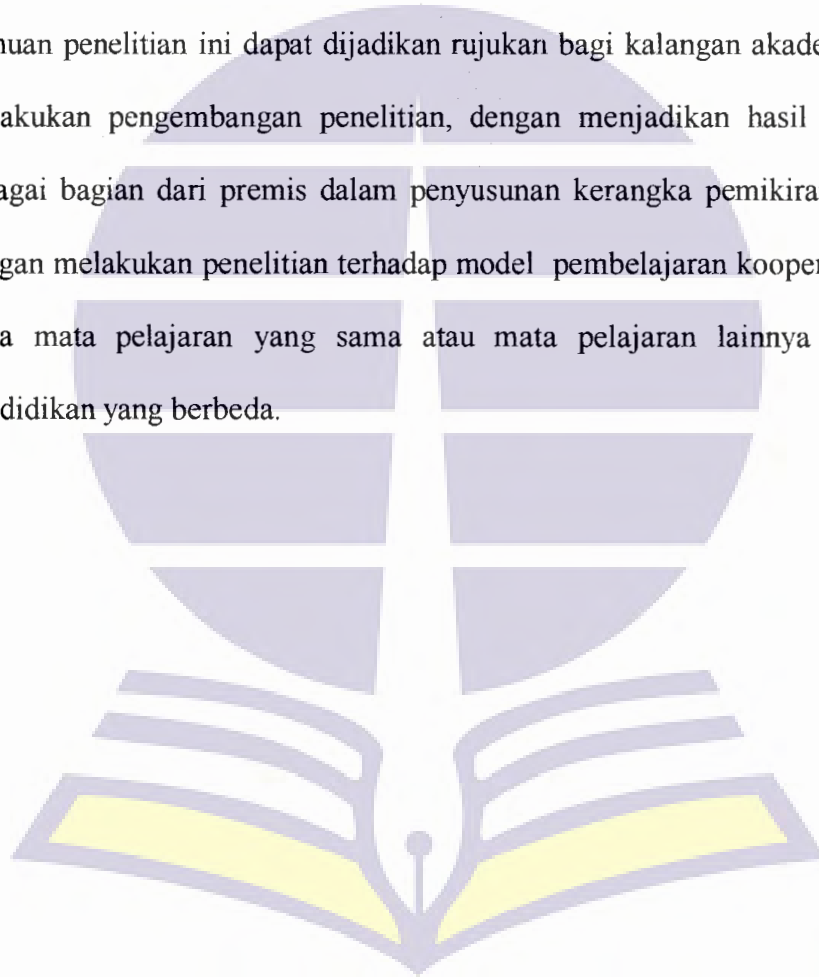 nuan penelitian ini dapat dijadikan rujukan bagi kalangan akade
akukan pengembangan penelitian, dengan menjadikan hasil
agai bagian dari premis dalam penyusunan kerangka pemikira
gan melakukan penelitian terhadap model pembelajaran kooper
a mata pelajaran yang sama atau mata pelajaran lainnya
didikan yang berbeda.